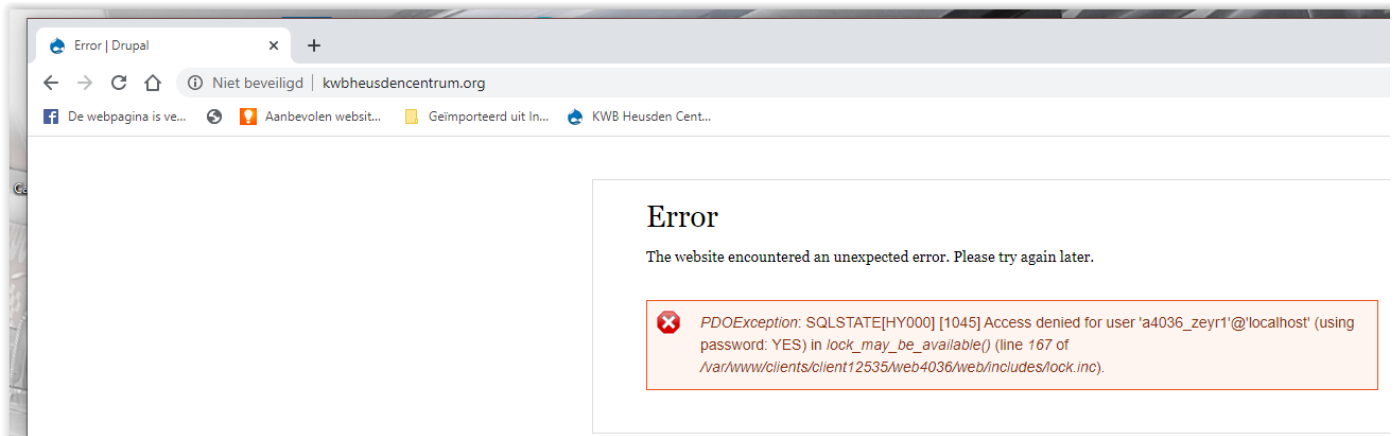 Error | Drupal
Niet beveiligd | kwbheusdencentrum.org
De webpagina is ve... Aanbevolen websit... Geïmporteerd uit In... KWB Heusden Cent...
Error
The website encountered an unexpected error. Please try again later.
PDOException: SQLSTATE[HY000] [1045] Access denied for user 'a4036_zeyr1'@'localhost' (using
password: YES) in lock_may_be_available() (line 167 of
/var/www/clients/client12535/web4036/web/includes/lock.inc).